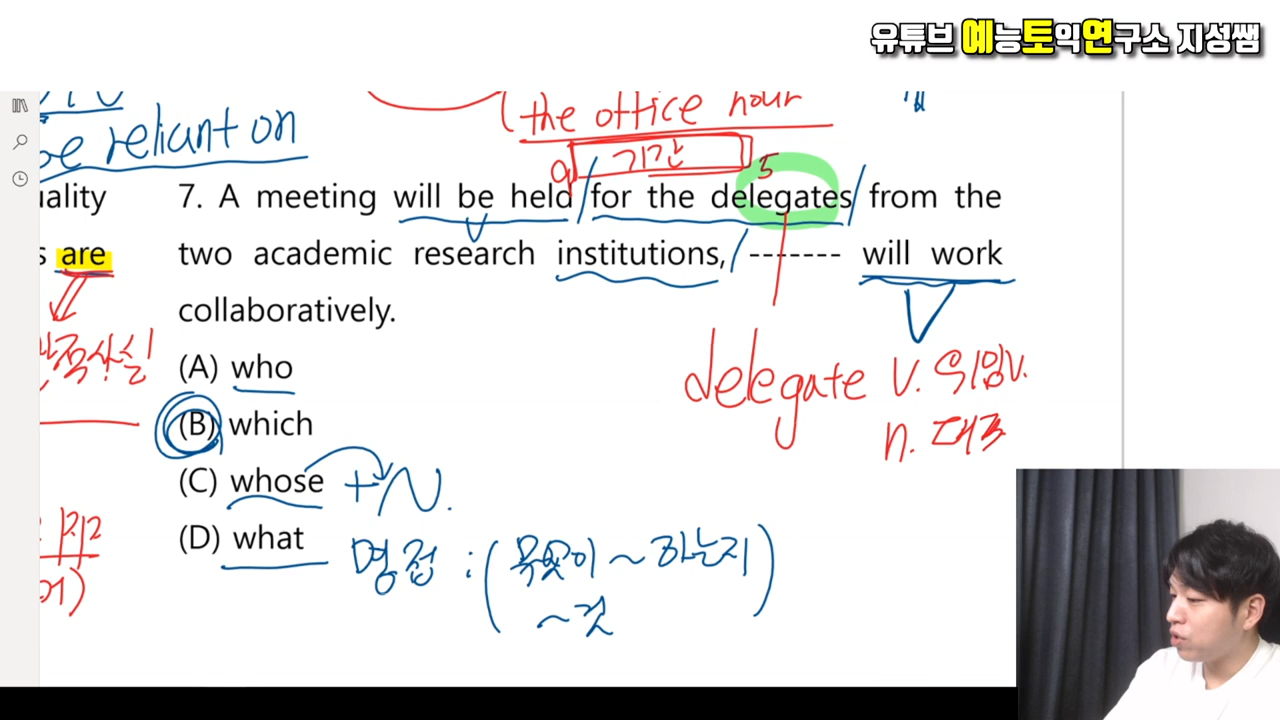 유튜브 예능토익연구소 지성쌤
be reliant on
the office hour
9 기간 5
uality
s are
7. A meeting will be held for the delegates from the
two academic research institutions, ------- will work
collaboratively.
(A) who
(B) which
(C) whose +N.
(D) what
delegate v. 위임v.
n. 대표
명접 : 무엇이 ~하는지
~것